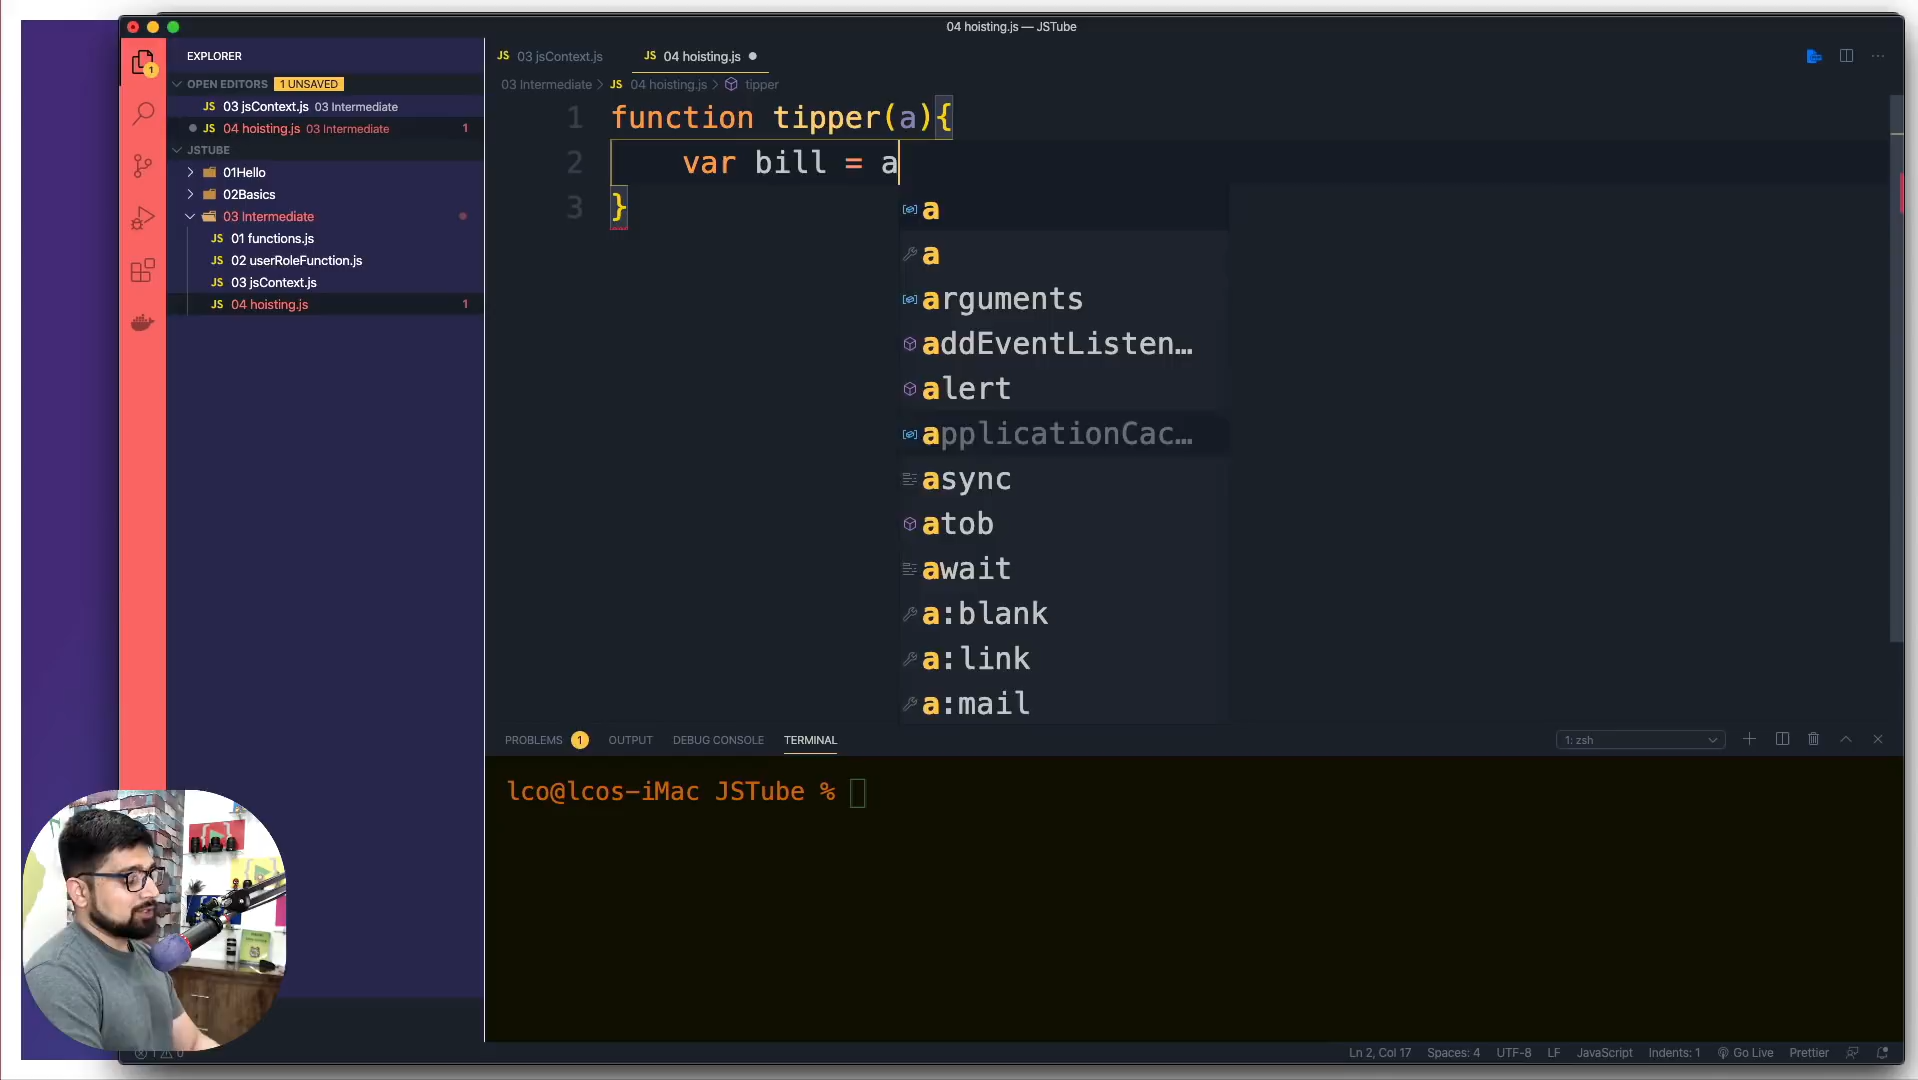 04 hoisting.js — JSTube
EXPLORER
OPEN EDITORS 1 UNSAVED
JS 03 jsContext.js 03 Intermediate
JS 04 hoisting.js 03 Intermediate 1
JSTUBE
01Hello
02Basics
03 Intermediate
JS 01 functions.js
JS 02 userRoleFunction.js
JS 03 jsContext.js
JS 04 hoisting.js 1
1
JS 03 jsContext.js JS 04 hoisting.js
03 Intermediate > JS 04 hoisting.js > tipper
1 function tipper(a){
2 var bill = a
3 }
a
a
arguments
addEventListen…
alert
applicationCac…
async
atob
await
a:blank
a:link
a:mail
PROBLEMS 1 OUTPUT DEBUG CONSOLE TERMINAL 1: zsh
lco@lcos-iMac JSTube %
Ln 2, Col 17 Spaces: 4 UTF-8 LF JavaScript Indents: 1 Go Live Prettier